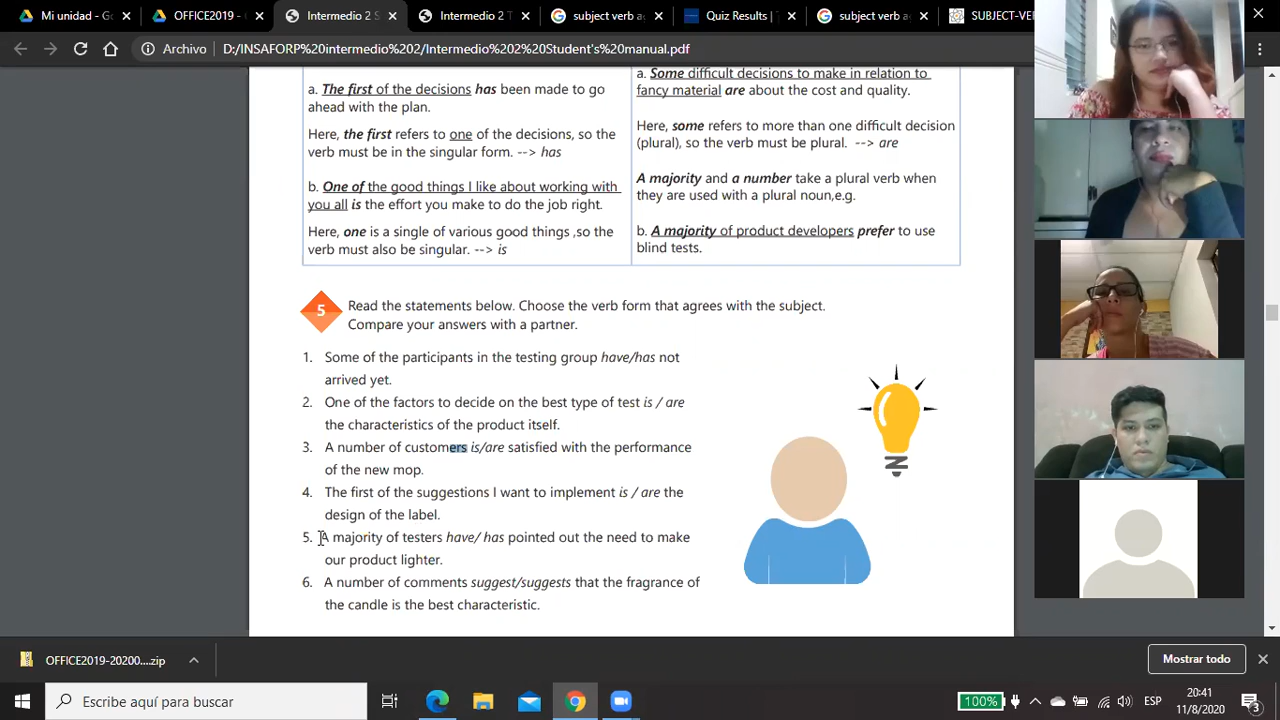 Mi unidad - Go
OFFICE2019 - G
Intermedio 2 S
Intermedio 2 T
subject verb ag
Quiz Results | T
subject verb ag
SUBJECT-VER
Archivo
D:/INSAFORP%20intermedio%202/Intermedio%202%20Student's%20manual.pdf
a. The first of the decisions has been made to go
ahead with the plan.
Here, the first refers to one of the decisions, so the
verb must be in the singular form. --> has
b. One of the good things I like about working with
you all is the effort you make to do the job right.
Here, one is a single of various good things ,so the
verb must also be singular. --> is
a. Some difficult decisions to make in relation to
fancy material are about the cost and quality.
Here, some refers to more than one difficult decision
(plural), so the verb must be plural. --> are
A majority and a number take a plural verb when
they are used with a plural noun,e.g.
b. A majority of product developers prefer to use
blind tests.
5
Read the statements below. Choose the verb form that agrees with the subject.
Compare your answers with a partner.
1. Some of the participants in the testing group have/has not
arrived yet.
2. One of the factors to decide on the best type of test is / are
the characteristics of the product itself.
3. A number of customers is/are satisfied with the performance
of the new mop.
4. The first of the suggestions I want to implement is / are the
design of the label.
5. A majority of testers have/ has pointed out the need to make
our product lighter.
6. A number of comments suggest/suggests that the fragrance of
the candle is the best characteristic.
OFFICE2019-20200....zip
Mostrar todo
Escribe aquí para buscar
100%
ESP
20:41
11/8/2020
3